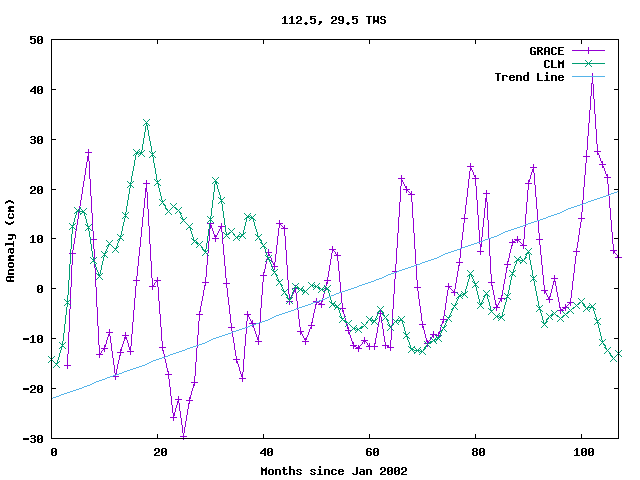 112.5, 29.5 TWS
GRACE
CLM
Trend Line
50
40
30
20
10
0
-10
-20
-30
Anomaly (cm)
0 20 40 60 80 100
Months since Jan 2002